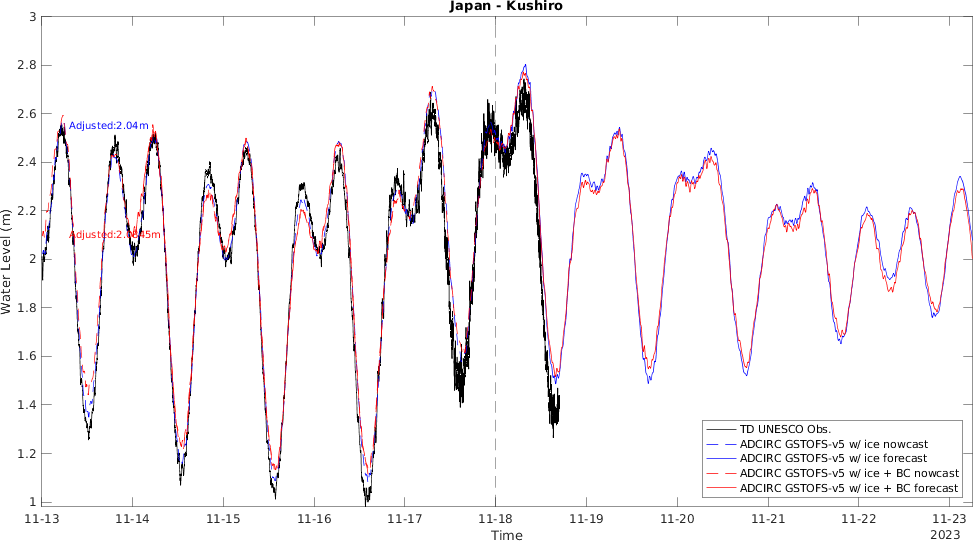 Japan - Kushiro
Water Level (m)
3
2.8
2.6
2.4
2.2
2
1.8
1.6
1.4
1.2
1
Adjusted:2.04m
TD UNESCO Obs.
ADCIRC GSTOFS-v5 w/ ice nowcast
ADCIRC GSTOFS-v5 w/ ice forecast
ADCIRC GSTOFS-v5 w/ ice + BC nowcast
ADCIRC GSTOFS-v5 w/ ice + BC forecast
11-13 11-14 11-15 11-16 11-17 11-18 11-19 11-20 11-21 11-22 11-23
Time
2023